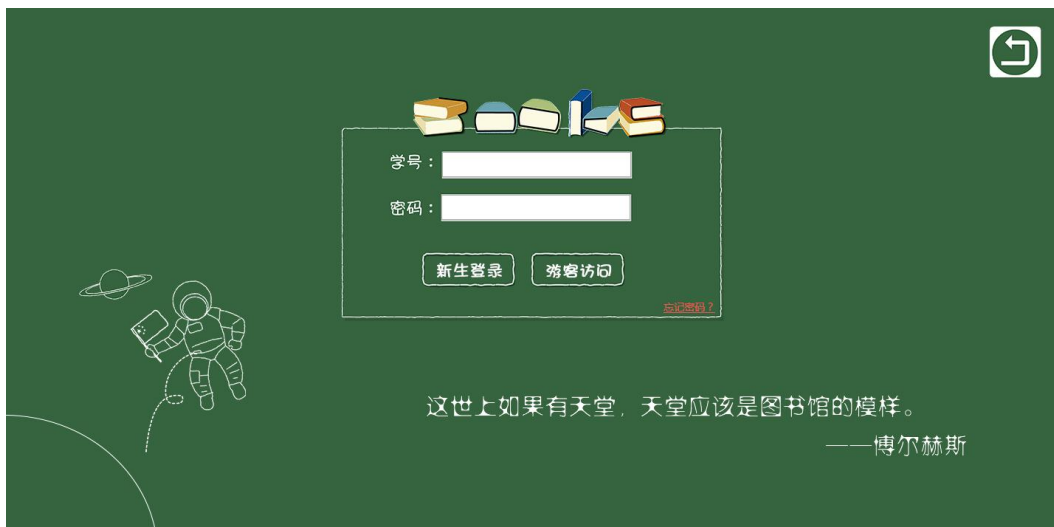 学号：
密码：
新生登录 游客访问
忘记密码？
这世上如果有天堂，天堂应该是图书馆的模样。
——博尔赫斯